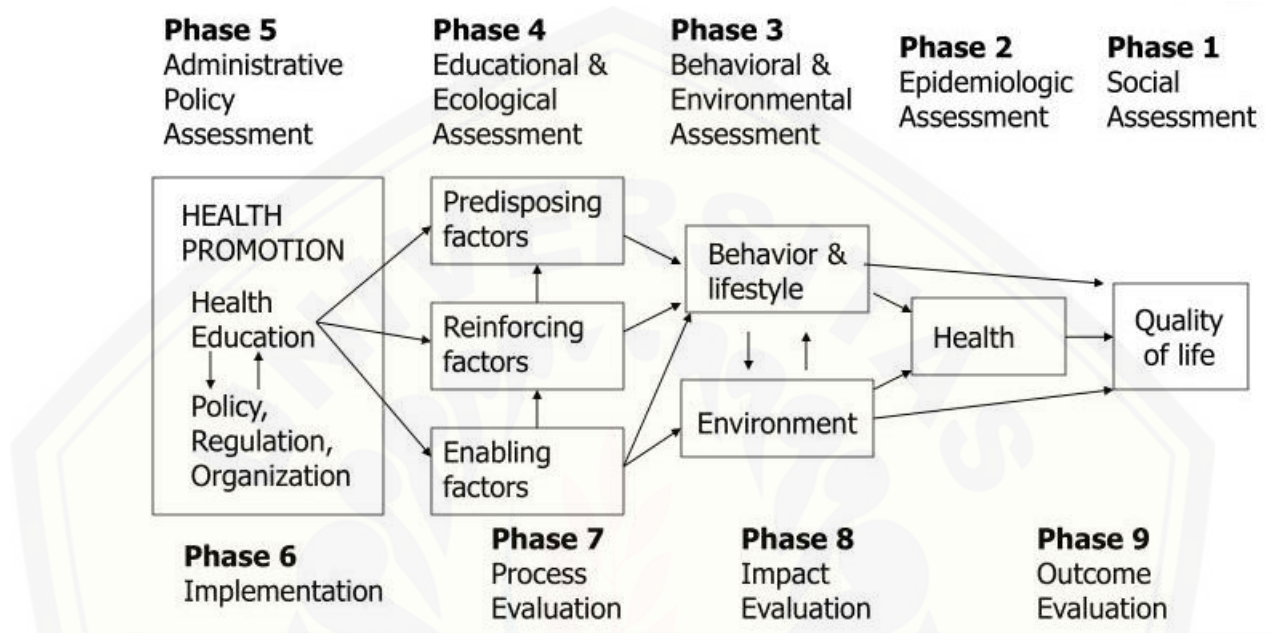 Phase 5
Administrative
Policy
Assessment
Phase 4
Educational &
Ecological
Assessment
Phase 3
Behavioral &
Environmental
Assessment
Phase 2
Epidemiologic
Assessment
Phase 1
Social
Assessment
HEALTH
PROMOTION
Health
Education
Policy,
Regulation,
Organization
Predisposing
factors
Reinforcing
factors
Enabling
factors
Behavior &
lifestyle
Environment
Health
Quality
of life
Phase 6
Implementation
Phase 7
Process
Evaluation
Phase 8
Impact
Evaluation
Phase 9
Outcome
Evaluation
UNIVERSITAS